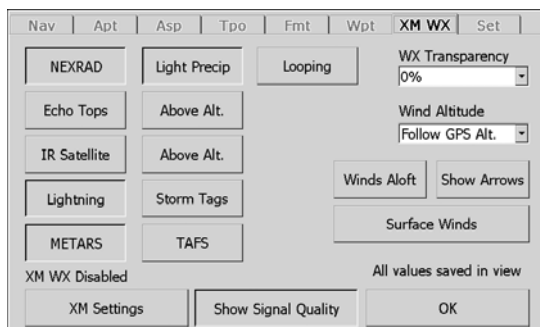 Nav Apt Asp Tpo Fmt Wpt XM WX Set
NEXRAD Light Precip Looping WX Transparency
0%
Echo Tops Above Alt. Wind Altitude
Follow GPS Alt.
IR Satellite Above Alt.
Winds Aloft Show Arrows
Lightning Storm Tags
Surface Winds
METARS TAFS
XM WX Disabled All values saved in view
XM Settings Show Signal Quality OK